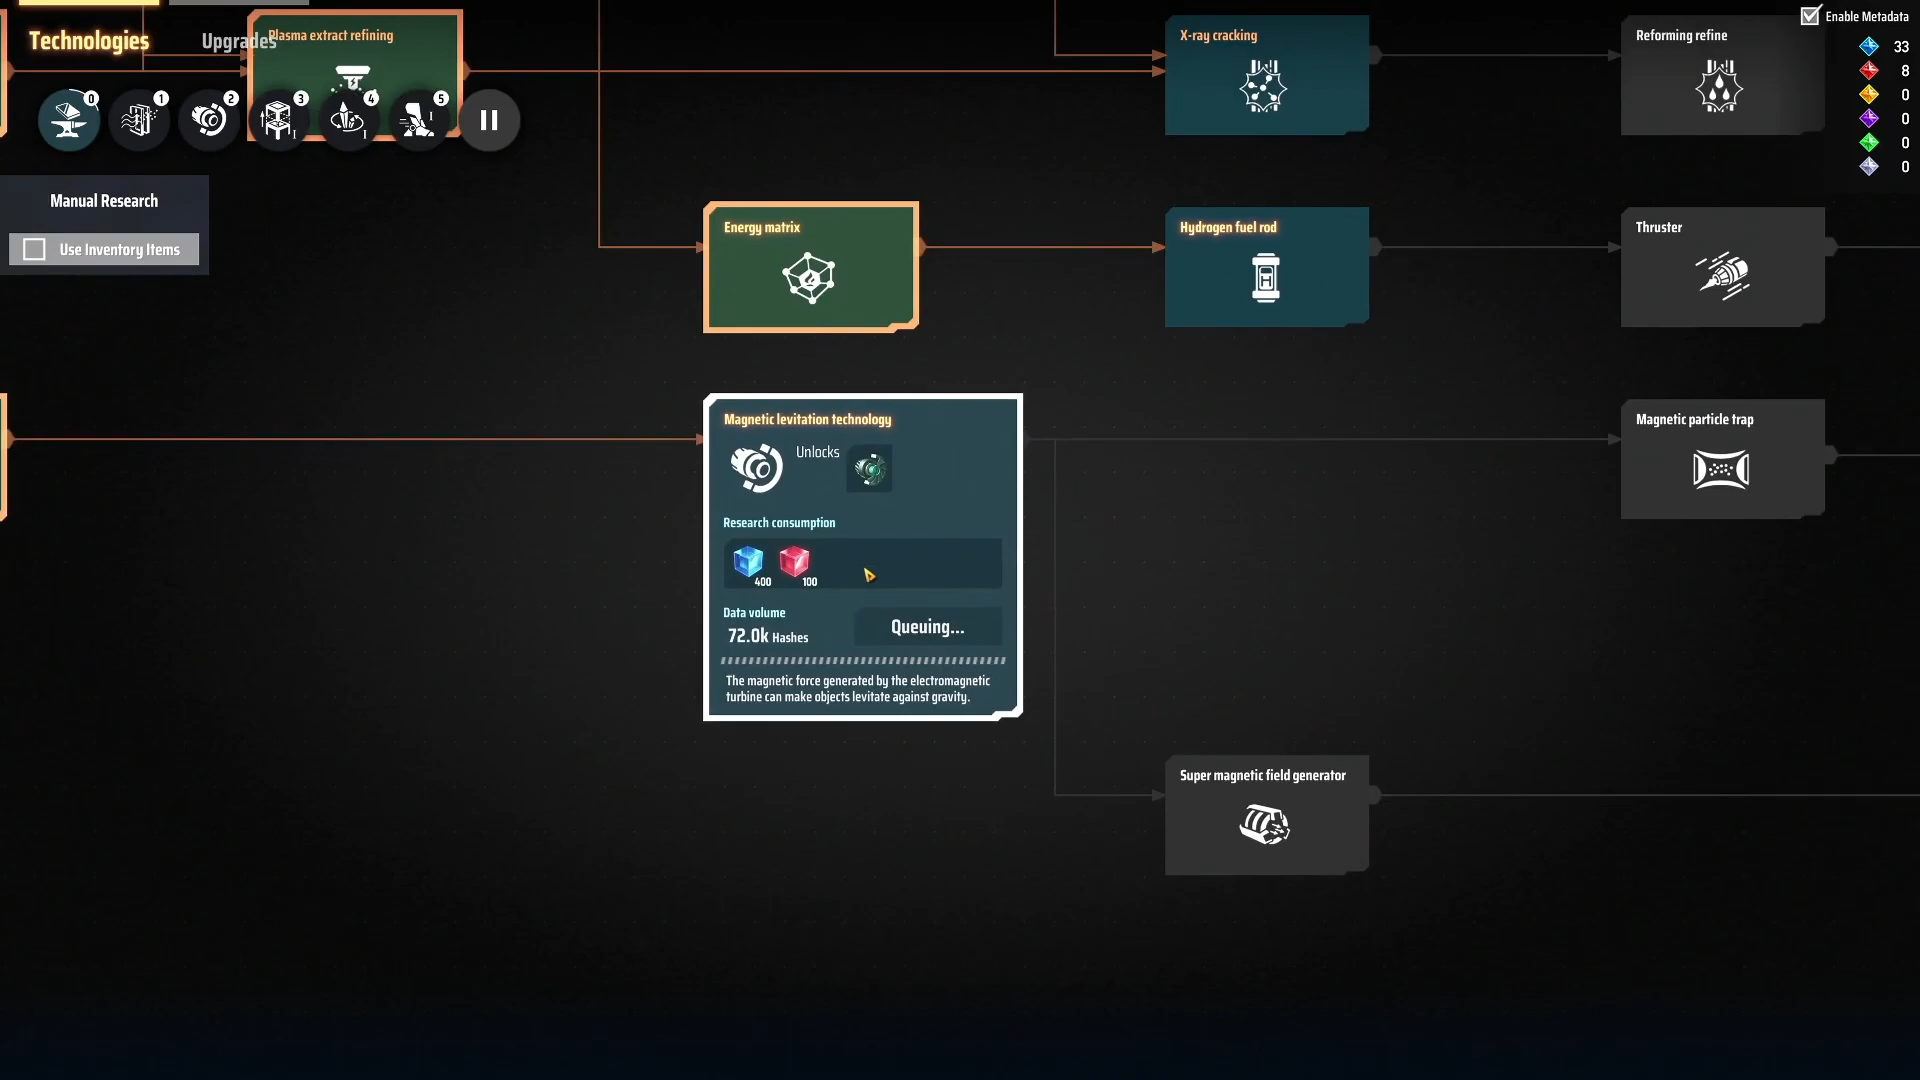 Technologies
Upgrades
Plasma extract refining
0
1
2
3
4
5
I
I
I
Manual Research
Use Inventory Items
X-ray cracking
Reforming refine
Enable Metadata
33
8
0
0
0
0
Energy matrix
Hydrogen fuel rod
H
Thruster
Magnetic levitation technology
Unlocks
Research consumption
400
100
Data volume
72.0k Hashes
Queuing...
The magnetic force generated by the electromagnetic
turbine can make objects levitate against gravity.
Magnetic particle trap
Super magnetic field generator